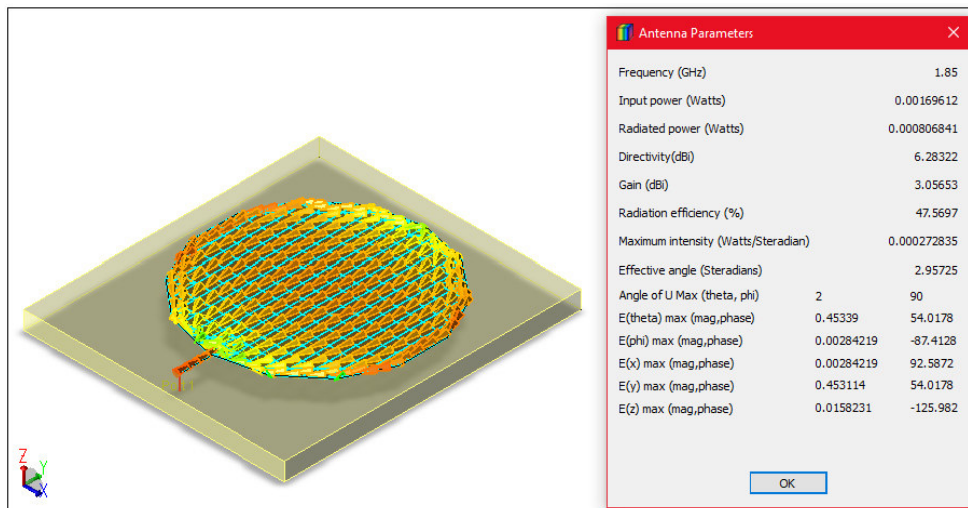 Antenna Parameters
Frequency (GHz) 1.85
Input power (Watts) 0.00169612
Radiated power (Watts) 0.000806841
Directivity(dBi) 6.28322
Gain (dBi) 3.05653
Radiation efficiency (%) 47.5697
Maximum intensity (Watts/Steradian) 0.000272835
Effective angle (Steradians) 2.95725
Angle of U Max (theta, phi) 2 90
E(theta) max (mag,phase) 0.45339 54.0178
E(phi) max (mag,phase) 0.00284219 -87.4128
E(x) max (mag,phase) 0.00284219 92.5872
E(y) max (mag,phase) 0.453114 54.0178
E(z) max (mag,phase) 0.0158231 -125.982
OK
Z
Y
X